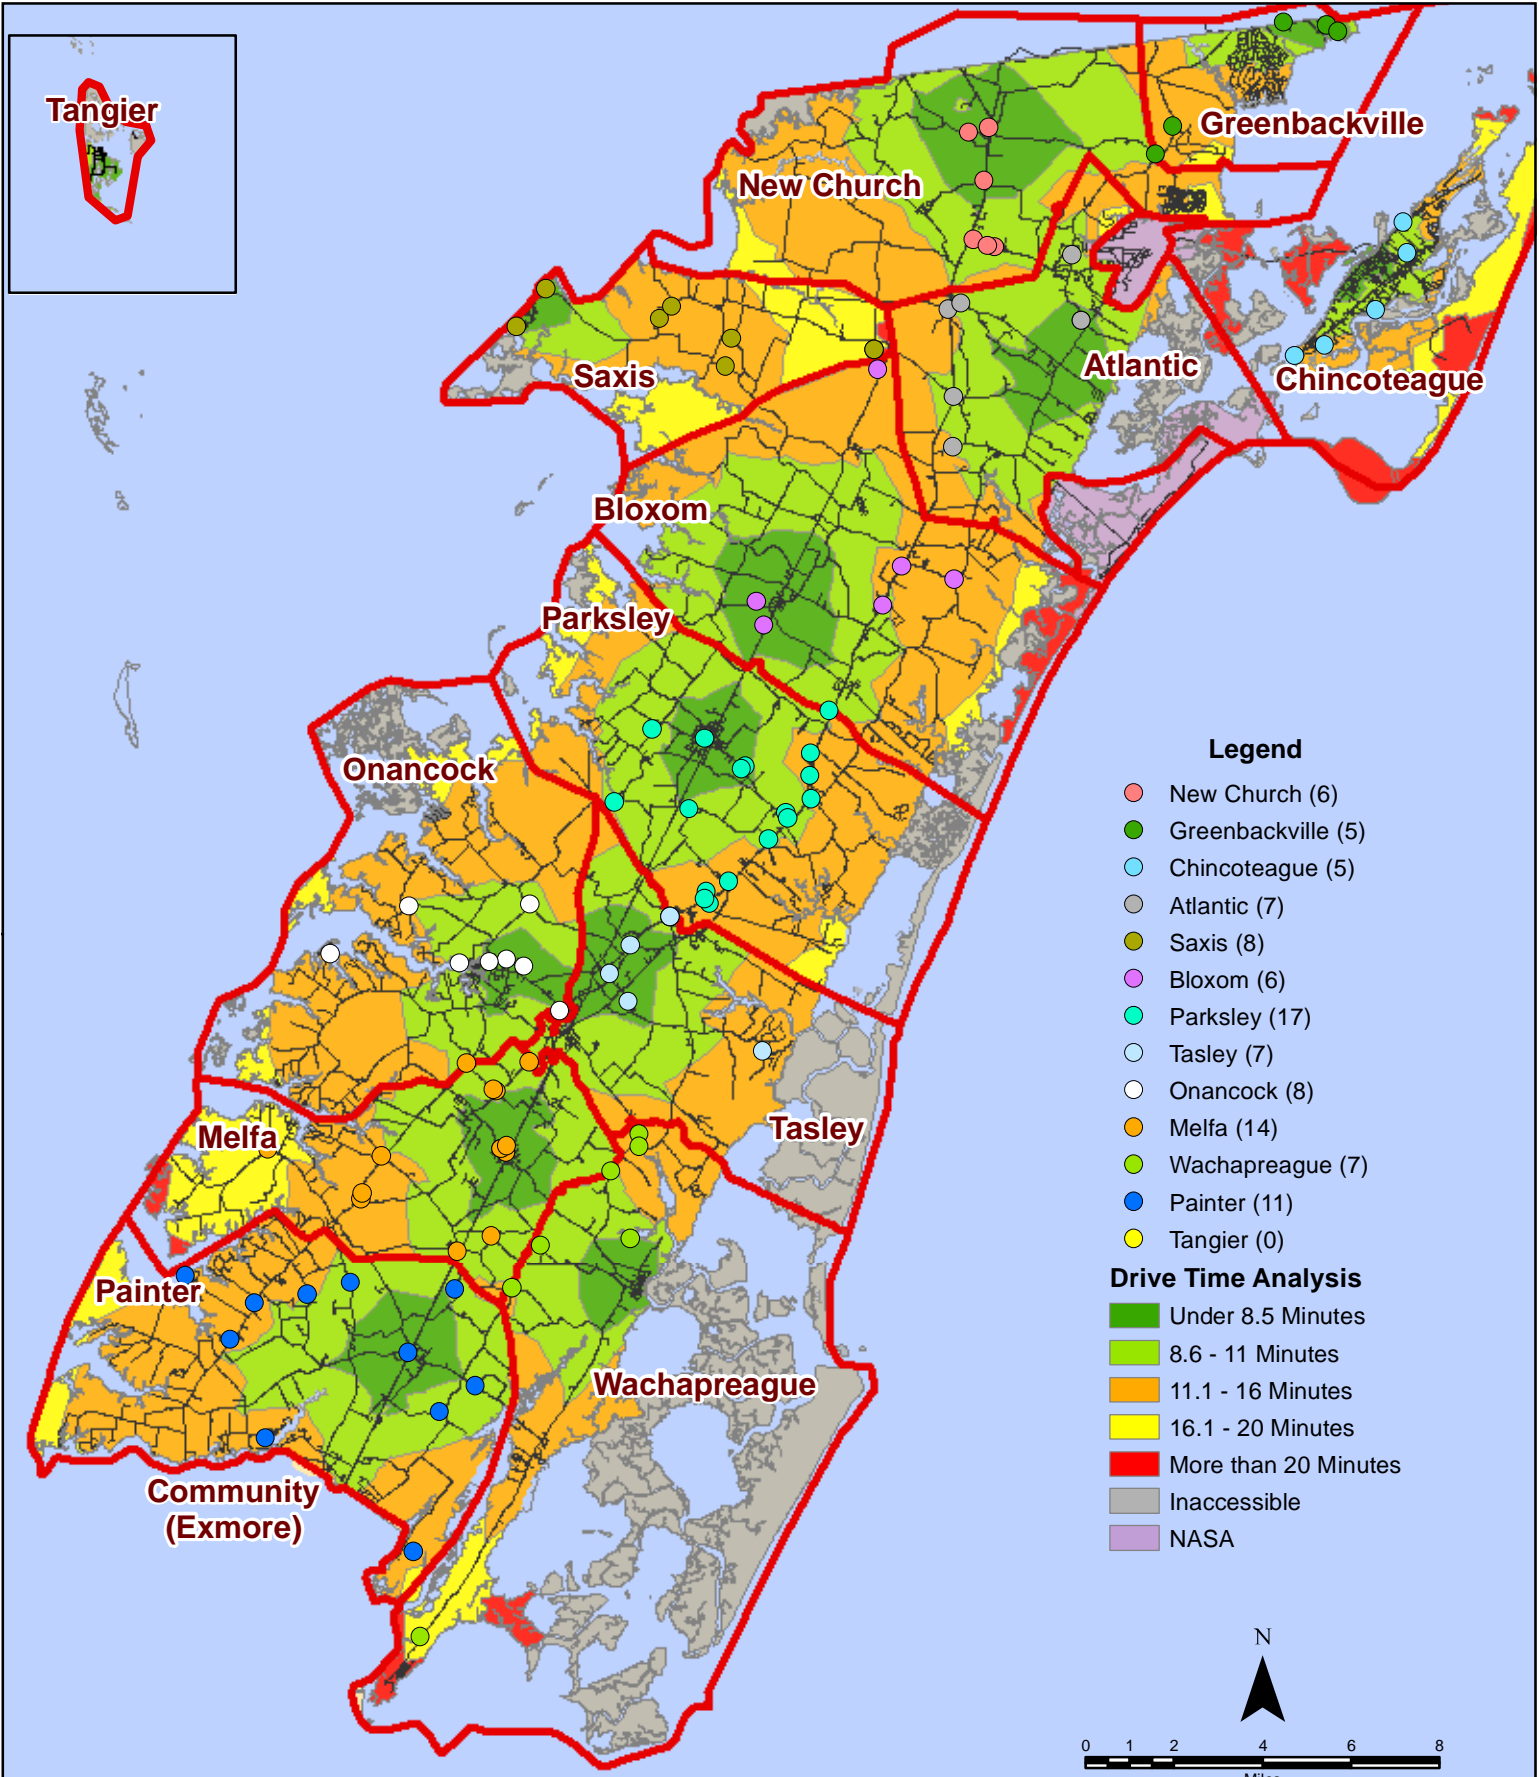 Tangier
Greenbackville
New Church
Saxis
Atlantic
Chincoteague
Bloxom
Parksley
Onancock
Melfa
Tasley
Painter
Wachapreague
Community
(Exmore)
Legend
New Church (6)
Greenbackville (5)
Chincoteague (5)
Atlantic (7)
Saxis (8)
Bloxom (6)
Parksley (17)
Tasley (7)
Onancock (8)
Melfa (14)
Wachapreague (7)
Painter (11)
Tangier (0)
Drive Time Analysis
Under 8.5 Minutes
8.6 - 11 Minutes
11.1 - 16 Minutes
16.1 - 20 Minutes
More than 20 Minutes
Inaccessible
NASA
N
0 1 2 4 6 8
Miles